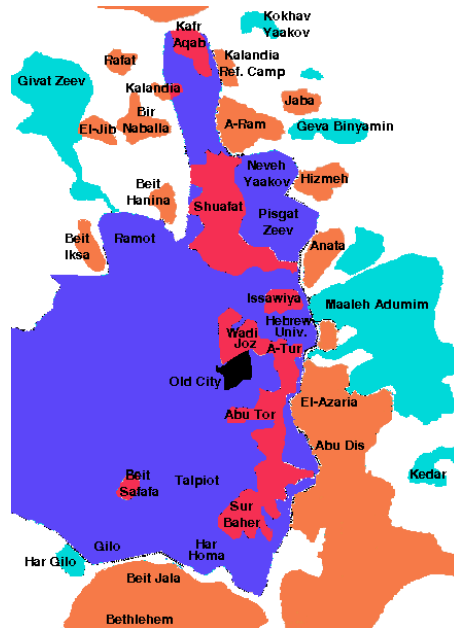 Kokhav
Yaakov
Kafr
Aqab
Rafat
Kalandia
Ref. Camp
Givat Zeev
Kalandia
Jaba
Bir
Naballa
El-Jib
A-Ram
Geva Binyamin
Neveh
Yaakov
Hizmeh
Beit
Hanina
Shuafat
Pisgat
Zeev
Beit
Iksa
Ramot
Anata
Issawiya
Maaleh Adumim
Hebrew
Univ.
Wadi
Joz
A-Tur
Old City
El-Azaria
Abu Tor
Abu Dis
Kedar
Beit
Safafa
Talpiot
Sur
Baher
Gilo
Har
Homa
Har Gilo
Beit Jala
Bethlehem